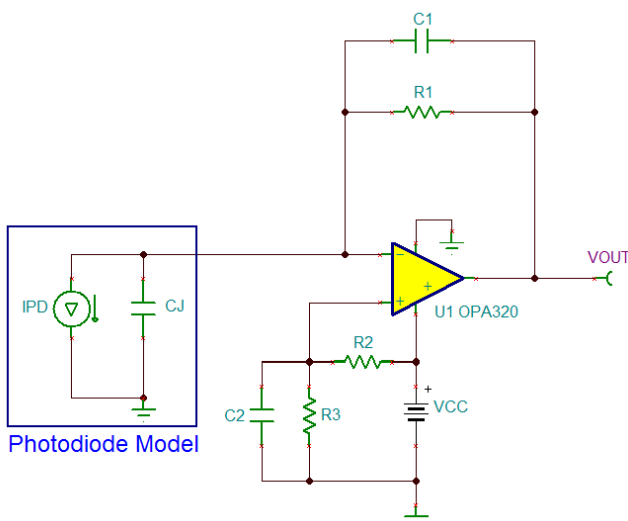 C1
R1
VOUT
IPD
CJ
−
+
+
U1 OPA320
R2
C2
R3
+
VCC
Photodiode Model